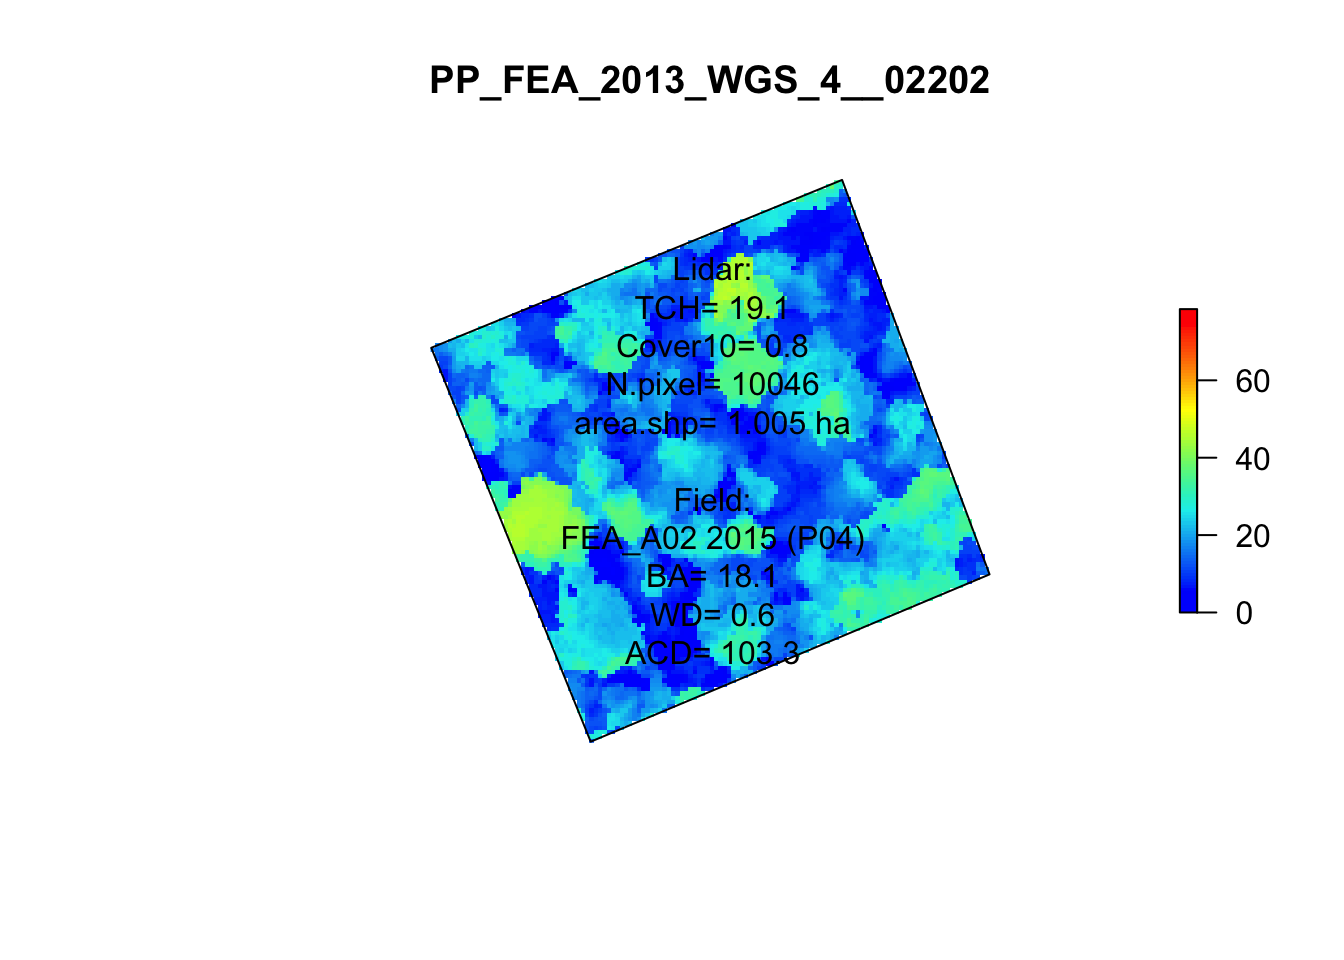 PP_FEA_2013_WGS_4__02202
Lidar:
TCH= 19.1
Cover10= 0.8
N.pixel= 10046
area.shp= 1.005 ha
Field:
FEA_A02 2015 (P04)
BA= 18.1
WD= 0.6
ACD= 103.3
60
40
20
0